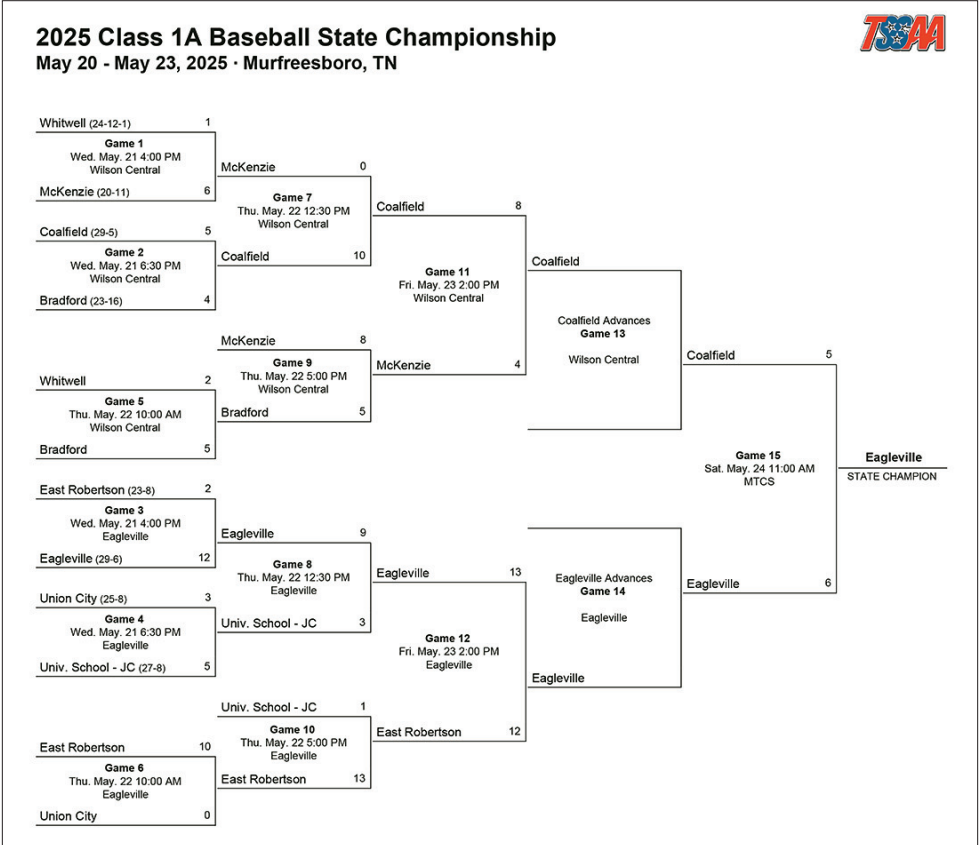 2025 Class 1A Baseball State Championship
May 20 - May 23, 2025 · Murfreesboro, TN
TSSAA
Whitwell (24-12-1) 1
Game 1
Wed. May. 21 4:00 PM
Wilson Central
McKenzie (20-11) 6
Coalfield (29-5) 5
Game 2
Wed. May. 21 6:30 PM
Wilson Central
Bradford (23-16) 4
Whitwell 2
Game 5
Thu. May. 22 10:00 AM
Wilson Central
Bradford 5
East Robertson (23-8) 2
Game 3
Wed. May. 21 4:00 PM
Eagleville
Eagleville (29-6) 12
Union City (25-8) 3
Game 4
Wed. May. 21 6:30 PM
Eagleville
Univ. School - JC (27-8) 5
East Robertson 10
Game 6
Thu. May. 22 10:00 AM
Eagleville
Union City 0
McKenzie 0
Game 7
Thu. May. 22 12:30 PM
Wilson Central
Coalfield 10
McKenzie 8
Game 9
Thu. May. 22 5:00 PM
Wilson Central
Bradford 5
Eagleville 9
Game 8
Thu. May. 22 12:30 PM
Eagleville
Univ. School - JC 3
Univ. School - JC 1
Game 10
Thu. May. 22 5:00 PM
Eagleville
East Robertson 13
Coalfield 8
Game 11
Fri. May. 23 2:00 PM
Wilson Central
McKenzie 4
Eagleville 13
Game 12
Fri. May. 23 2:00 PM
Eagleville
East Robertson 12
Coalfield
Coalfield Advances
Game 13
Wilson Central
Eagleville Advances
Game 14
Eagleville
Eagleville
Coalfield 5
Game 15
Sat. May. 24 11:00 AM
MTCS
Eagleville 6
Eagleville
STATE CHAMPION